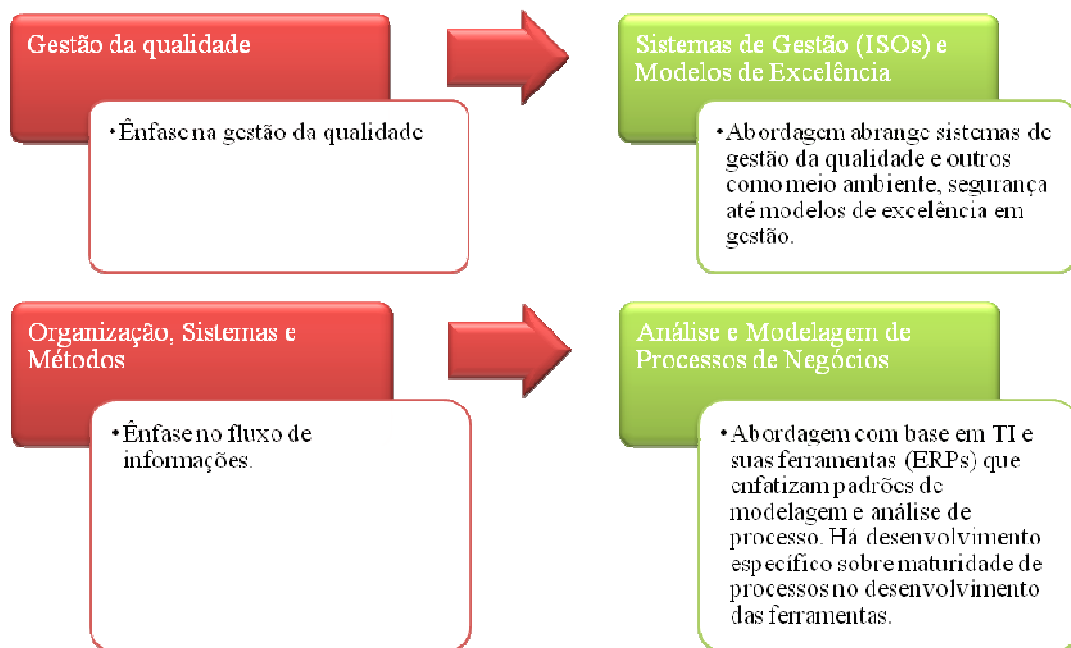 Gestão da qualidade
• Ênfase na gestão da qualidade
Sistemas de Gestão (ISOs) e
Modelos de Excelência
• Abordagem abrange sistemas de
gestão da qualidade e outros
como meio ambiente, segurança
até modelos de excelência em
gestão.
Organização, Sistemas e
Métodos
• Ênfase no fluxo de
informações.
Análise e Modelagem de
Processos de Negócios
• Abordagem com base em TI e
suas ferramentas (ERPs) que
enfatizam padrões de
modelagem e análise de
processo. Há desenvolvimento
específico sobre maturidade de
processos no desenvolvimento
das ferramentas.